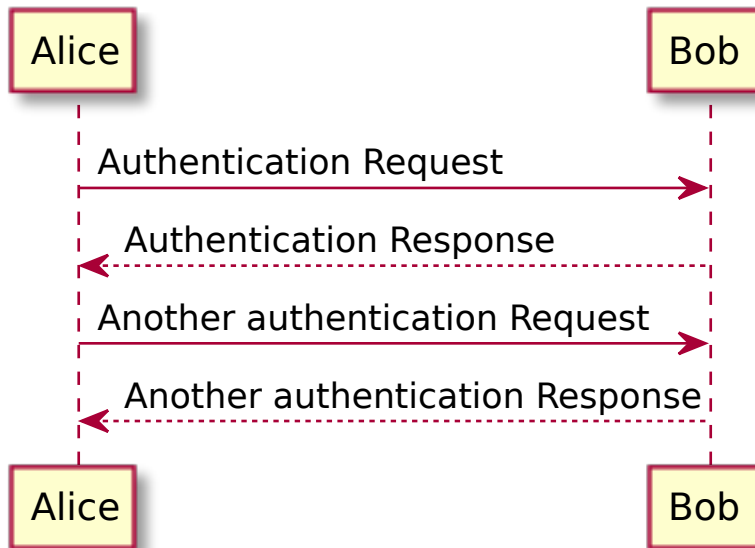 Alice
Bob
Authentication Request
Authentication Response
Another authentication Request
Another authentication Response
Alice
Bob